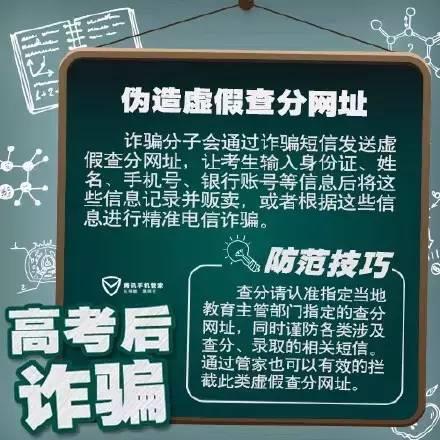 伪造虚假查分网址
诈骗分子会通过诈骗短信发送虚
假查分网址，让考生输入身份证、姓
名、手机号、银行账号等信息后将这
些信息记录并贩卖，或者根据这些信
息进行精准电信诈骗。
防范技巧
查分请认准指定当地
教育主管部门指定的查分
网址，同时谨防各类涉及
查分、录取的相关短信。
通过管家也可以有效的拦
截此类虚假查分网址。
腾讯手机管家
高考后
诈骗